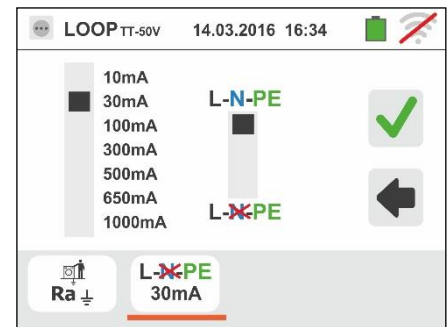 LOOP TT-50V 14.03.2016 16:34
10mA
30mA
100mA
300mA
500mA
650mA
1000mA
L-N-PE
L-N-PE
Ra
L-N-PE
30mA